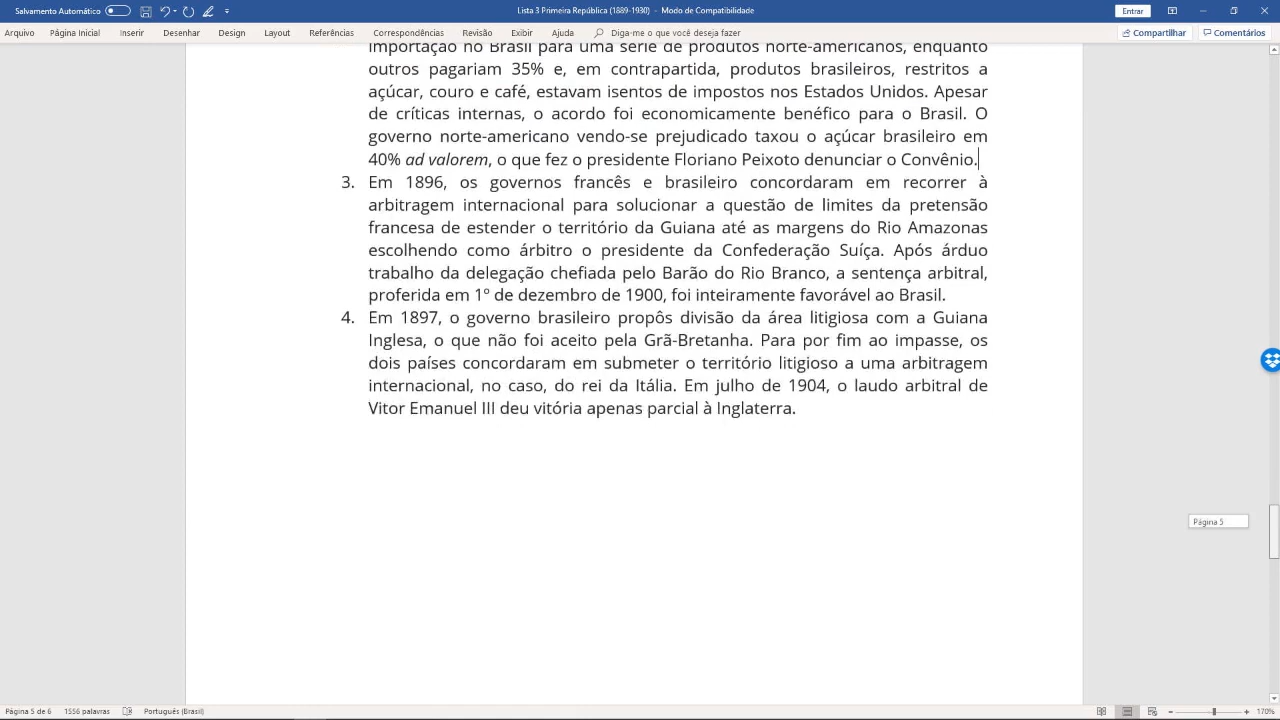 Salvamento Automático
Lista 3 Primeira República (1889-1930) – Modo de Compatibilidade
Entrar
Arquivo Página Inicial Inserir Desenhar Design Layout Referências Correspondências Revisão Exibir Ajuda Diga-me o que você deseja fazer Compartilhar Comentários
importação no Brasil para uma série de produtos norte-americanos, enquanto
outros pagariam 35% e, em contrapartida, produtos brasileiros, restritos a
açúcar, couro e café, estavam isentos de impostos nos Estados Unidos. Apesar
de críticas internas, o acordo foi economicamente benéfico para o Brasil. O
governo norte-americano vendo-se prejudicado taxou o açúcar brasileiro em
40% ad valorem, o que fez o presidente Floriano Peixoto denunciar o Convênio.
3. Em 1896, os governos francês e brasileiro concordaram em recorrer à
arbitragem internacional para solucionar a questão de limites da pretensão
francesa de estender o território da Guiana até as margens do Rio Amazonas
escolhendo como árbitro o presidente da Confederação Suíça. Após árduo
trabalho da delegação chefiada pelo Barão do Rio Branco, a sentença arbitral,
proferida em 1º de dezembro de 1900, foi inteiramente favorável ao Brasil.
4. Em 1897, o governo brasileiro propôs divisão da área litigiosa com a Guiana
Inglesa, o que não foi aceito pela Grã-Bretanha. Para por fim ao impasse, os
dois países concordaram em submeter o território litigioso a uma arbitragem
internacional, no caso, do rei da Itália. Em julho de 1904, o laudo arbitral de
Vitor Emanuel III deu vitória apenas parcial à Inglaterra.
Página 5
Página 5 de 6 1556 palavras Português (Brasil) 170%